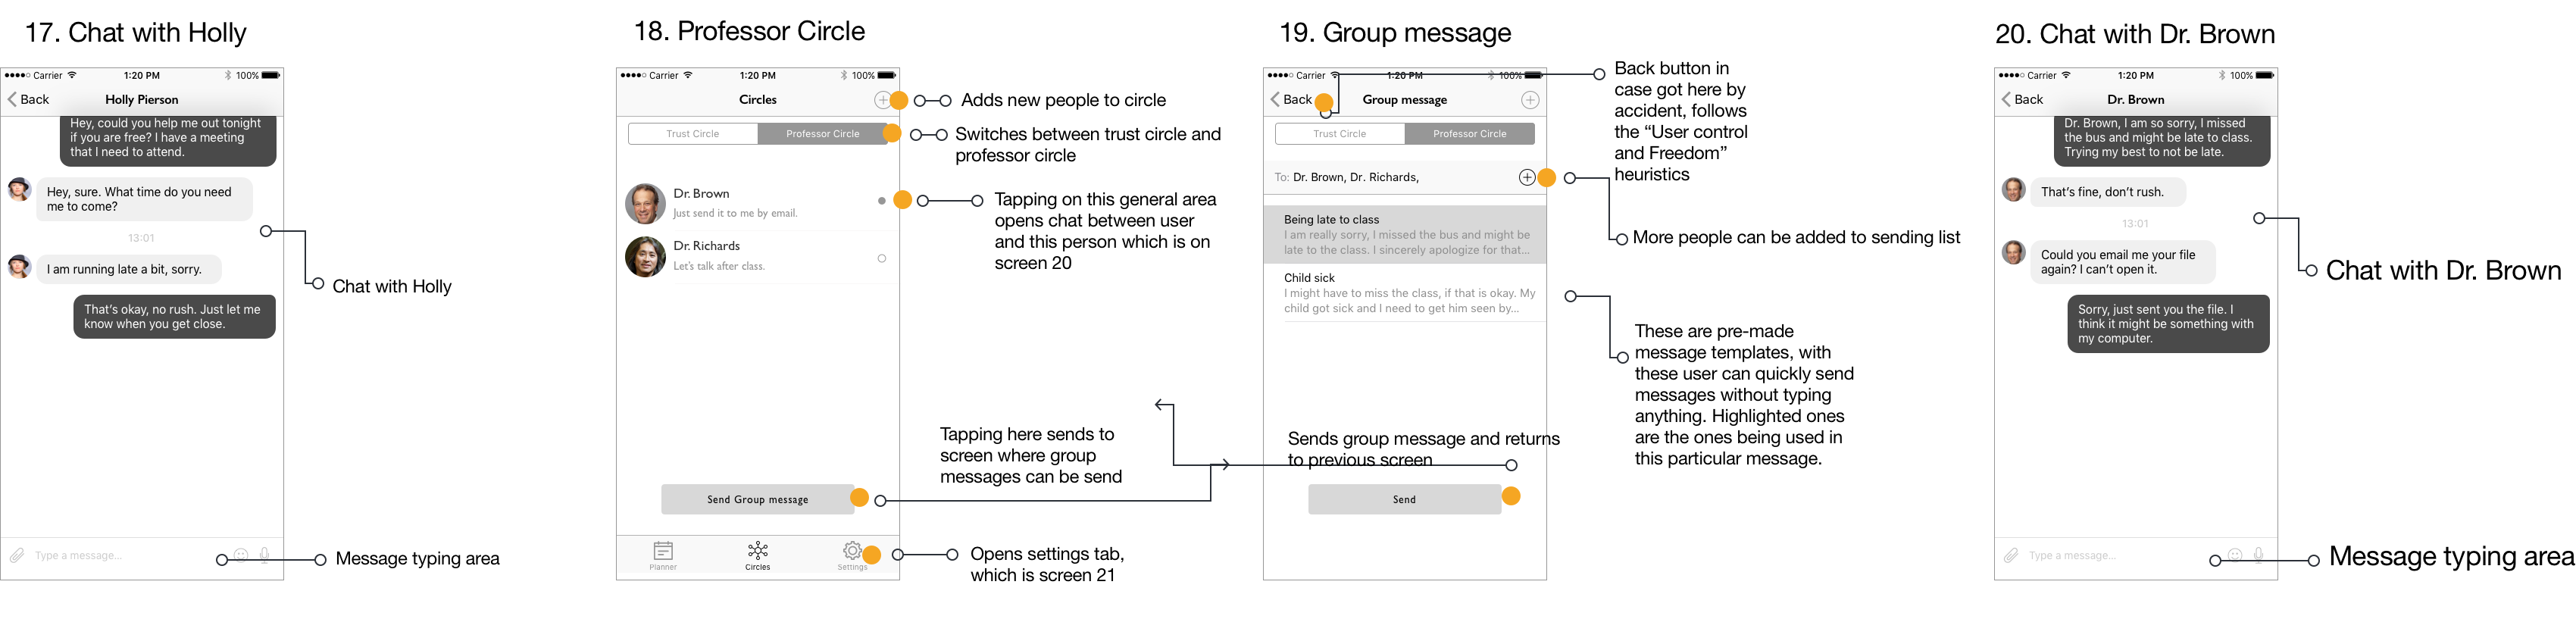 17. Chat with Holly
Carrier
1:20 PM
100%
Back
Holly Pierson
Hey, could you help me out tonight
if you are free? I have a meeting
that I need to attend.
Hey, sure. What time do you need
me to come?
13:01
I am running late a bit, sorry.
That's okay, no rush. Just let me
know when you get close.
Type a message...
Chat with Holly
Message typing area
18. Professor Circle
Carrier
1:20 PM
100%
Circles
Trust Circle
Professor Circle
Dr. Brown
Just send it to me by email.
Dr. Richards
Let's talk after class.
Send Group message
Planner
Circles
Settings
Adds new people to circle
Switches between trust circle and
professor circle
Tapping on this general area
opens chat between user
and this person which is on
screen 20
Tapping here sends to
screen where group
messages can be send
Opens settings tab,
which is screen 21
19. Group message
Carrier
1:20 PM
100%
Back
Group message
Trust Circle
Professor Circle
To: Dr. Brown, Dr. Richards,
Being late to class
I am really sorry, I missed the bus and might be
late to the class. I sincerely apologize for that...
Child sick
I might have to miss the class, if that is okay. My
child got sick and I need to get him seen by...
Sends group message and returns
to previous screen
Send
Back button in
case got here by
accident, follows
the “User control
and Freedom”
heuristics
More people can be added to sending list
These are pre-made
message templates, with
these user can quickly send
messages without typing
anything. Highlighted ones
are the ones being used in
this particular message.
20. Chat with Dr. Brown
Carrier
1:20 PM
100%
Back
Dr. Brown
Dr. Brown, I am so sorry, I missed
the bus and might be late to class.
Trying my best to not be late.
That's fine, don't rush.
13:01
Could you email me your file
again? I can't open it.
Sorry, just sent you the file. I
think it might be something with
my computer.
Type a message...
Chat with Dr. Brown
Message typing area